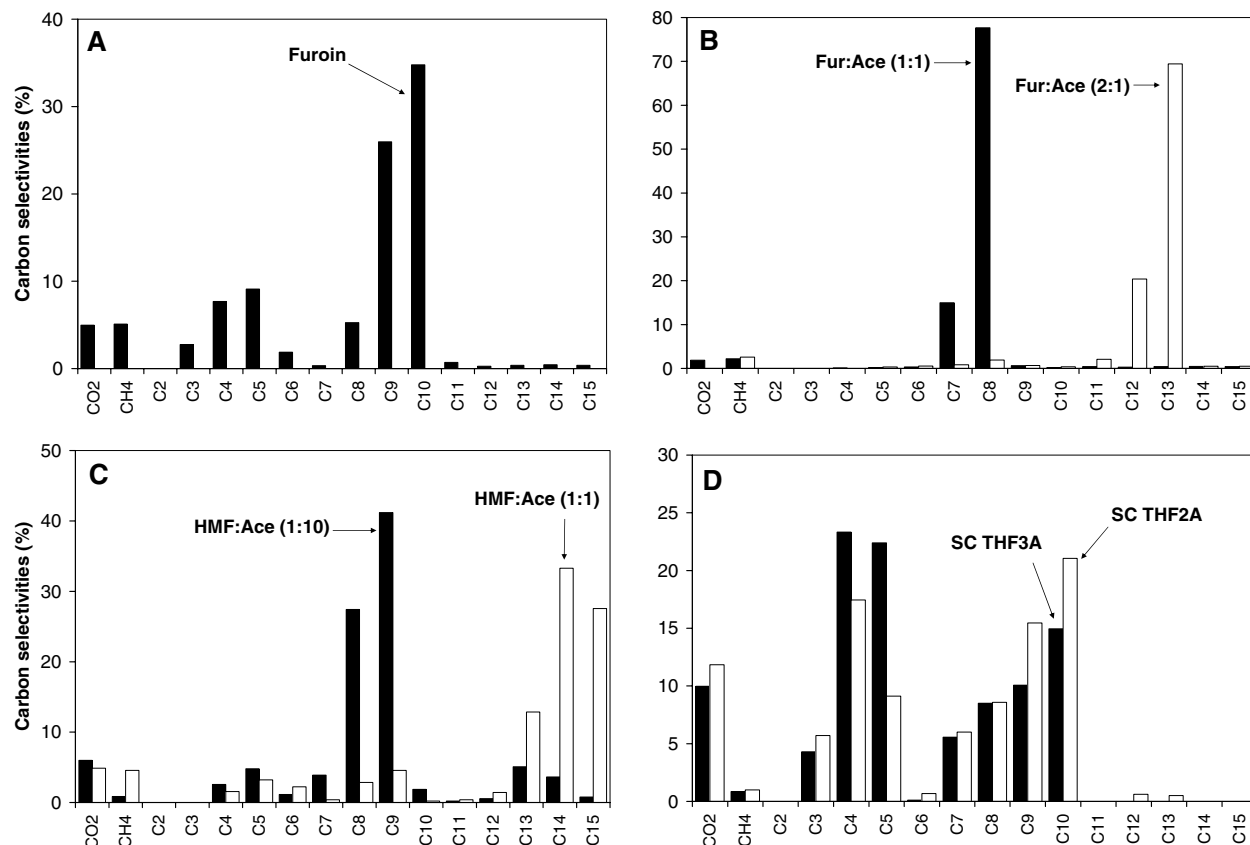 A
Furoin
Carbon selectivities (%)
40
30
20
10
0
CO2 CH4 C2 C3 C4 C5 C6 C7 C8 C9 C10 C11 C12 C13 C14 C15
B
Fur:Ace (1:1)
Fur:Ace (2:1)
80
70
60
50
40
30
20
10
0
CO2 CH4 C2 C3 C4 C5 C6 C7 C8 C9 C10 C11 C12 C13 C14 C15
C
HMF:Ace (1:1)
HMF:Ace (1:10)
Carbon selectivities (%)
50
40
30
20
10
0
CO2 CH4 C2 C3 C4 C5 C6 C7 C8 C9 C10 C11 C12 C13 C14 C15
D
SC THF2A
SC THF3A
30
25
20
15
10
5
0
CO2 CH4 C2 C3 C4 C5 C6 C7 C8 C9 C10 C11 C12 C13 C14 C15